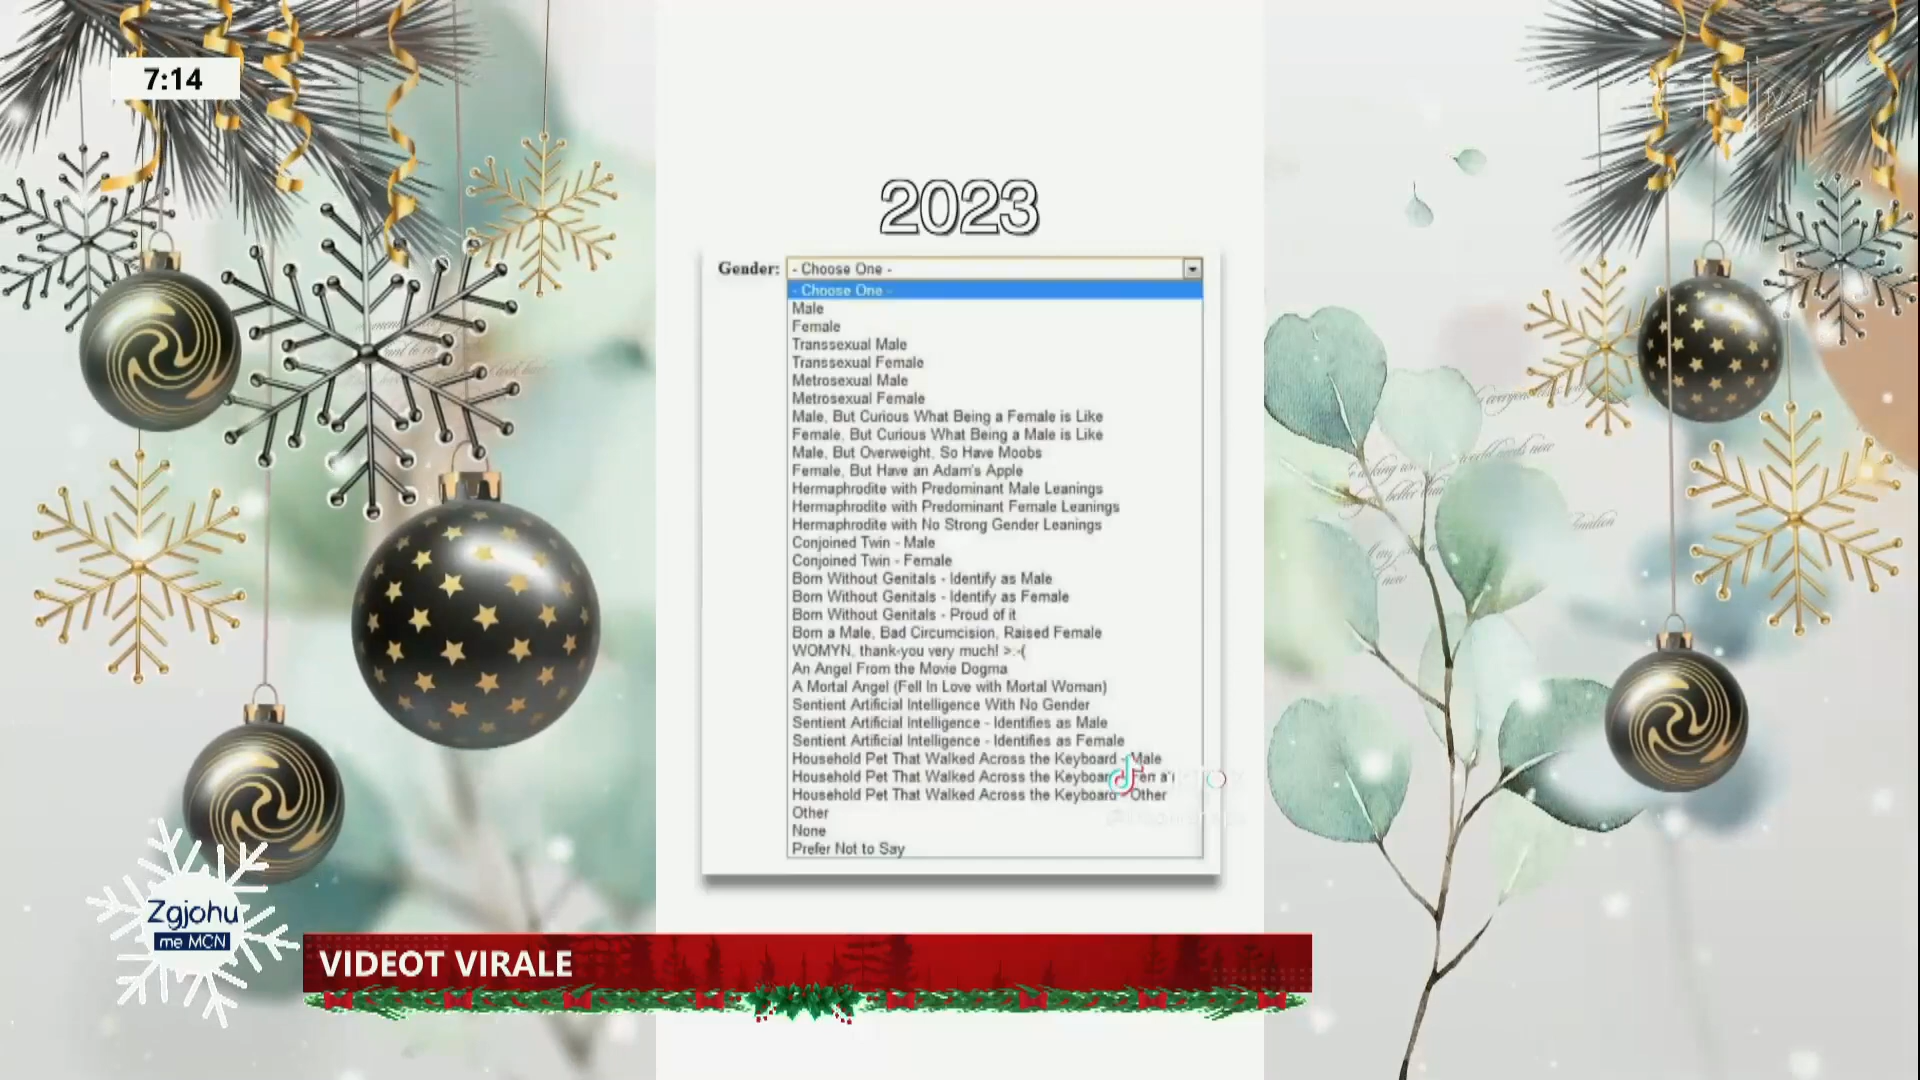 7:14
2023
Gender: - Choose One -
- Choose One -
Male
Female
Transsexual Male
Transsexual Female
Metrosexual Male
Metrosexual Female
Male, But Curious What Being a Female is Like
Female, But Curious What Being a Male is Like
Male, But Overweight, So Have Moobs
Female, But Have an Adam's Apple
Hermaphrodite with Predominant Male Leanings
Hermaphrodite with Predominant Female Leanings
Hermaphrodite with No Strong Gender Leanings
Conjoined Twin - Male
Conjoined Twin - Female
Born Without Genitals - Identify as Male
Born Without Genitals - Identify as Female
Born Without Genitals - Proud of it
Born a Male, Bad Circumcision, Raised Female
WOMYN, thank-you very much! >:-(
An Angel From the Movie Dogma
A Mortal Angel (Fell In Love with Mortal Woman)
Sentient Artificial Intelligence With No Gender
Sentient Artificial Intelligence - Identifies as Male
Sentient Artificial Intelligence - Identifies as Female
Household Pet That Walked Across the Keyboard - Male
Household Pet That Walked Across the Keyboard
Household Pet That Walked Across the Keyboard - Other
Other
None
Prefer Not to Say
Zgjohu
me MCN
VIDEOT VIRALE